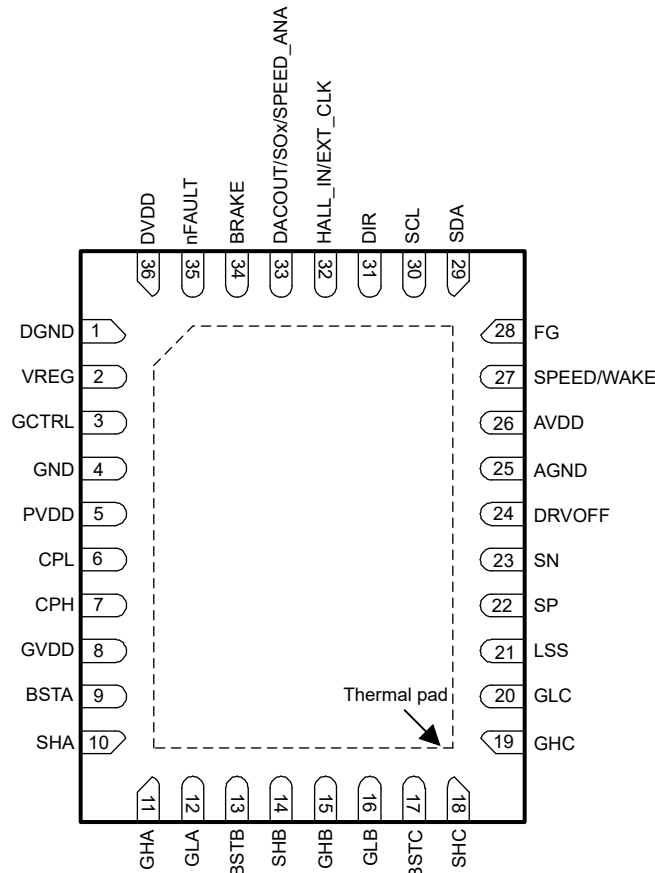 DVDD
nFAULT
BRAKE
DACOUT/SOx/SPEED_ANA
HALL_IN/EXT_CLK
DIR
SCL
SDA
36
35
34
33
32
31
30
29
DGND 1
VREG 2
GCTRL 3
GND 4
PVDD 5
CPL 6
CPH 7
GVDD 8
BSTA 9
SHA 10
28 FG
27 SPEED/WAKE
26 AVDD
25 AGND
24 DRVOFF
23 SN
22 SP
21 LSS
20 GLC
19 GHC
Thermal pad
11
12
13
14
15
16
17
18
GHA
GLA
BSTB
SHB
GHB
GLB
BSTC
SHC